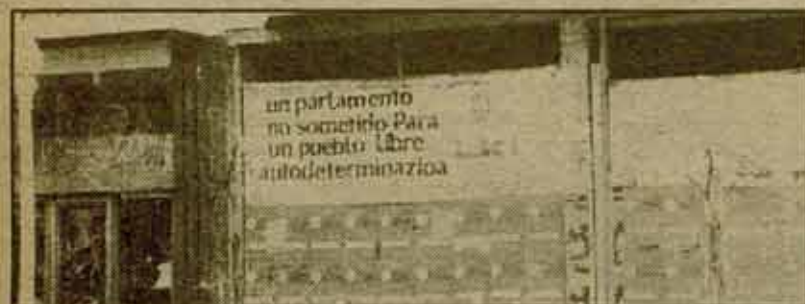 un parlamento
no sometido Para
un pueblo Libre
autodeterminazioa